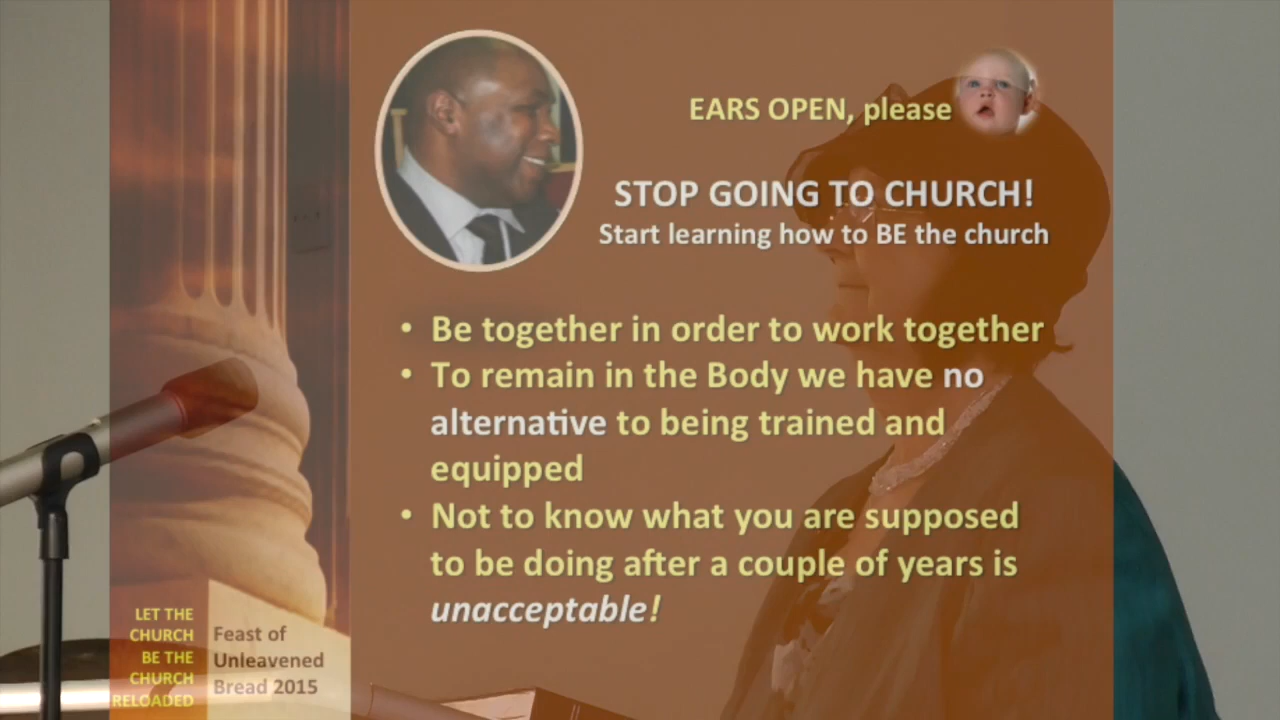 EARS OPEN, please
STOP GOING TO CHURCH!
Start learning how to BE the church
• Be together in order to work together
• To remain in the Body we have no
alternative to being trained and
equipped
• Not to know what you are supposed
to be doing after a couple of years is
unacceptable!
LET THE
CHURCH
BE THE
CHURCH
RELOADED
Feast of
Unleavened
Bread 2015